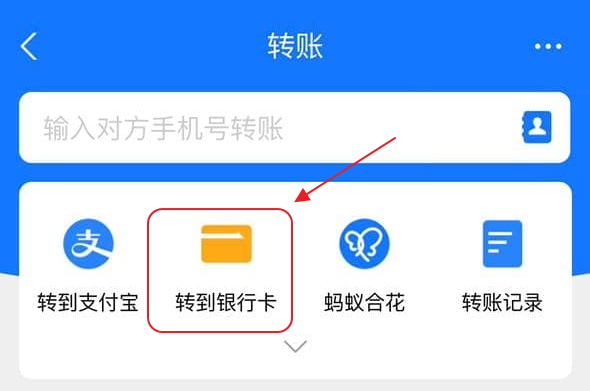 转账
输入对方手机号转账
支
转到支付宝
转到银行卡
蚂蚁合花
转账记录